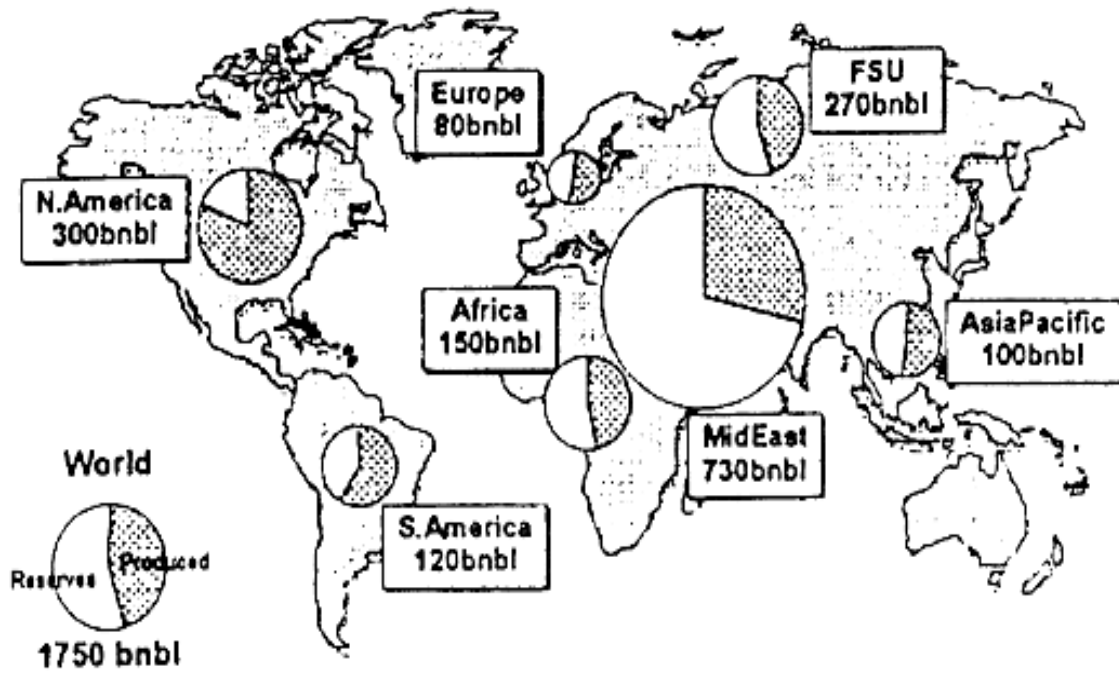 Europe
80bnbl
FSU
270bnbl
N.America
300bnbl
Africa
150bnbl
AsiaPacific
100bnbl
MidEast
730bnbl
S.America
120bnbl
World
Reserves
Produced
1750 bnbl